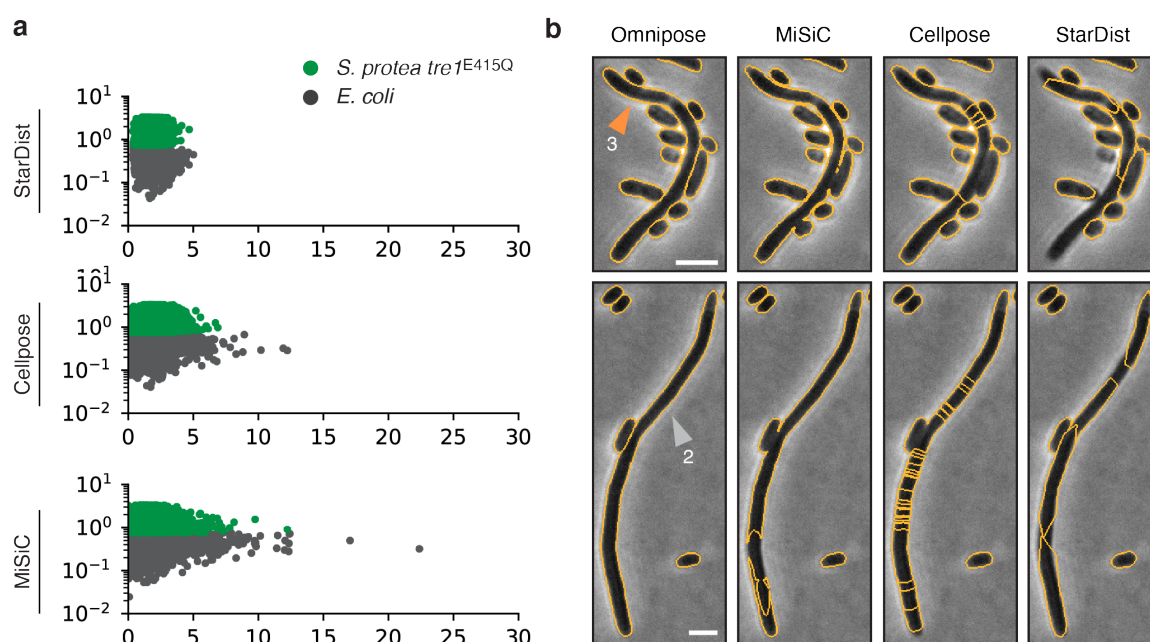 a
S. protea tre1E415Q
E. coli
StarDist
10¹
10⁰
10⁻¹
10⁻²
0 5 10 15 20 25 30
Cellpose
10¹
10⁰
10⁻¹
10⁻²
0 5 10 15 20 25 30
MiSiC
10¹
10⁰
10⁻¹
10⁻²
0 5 10 15 20 25 30
b
Omnipose MiSiC Cellpose StarDist
3
2